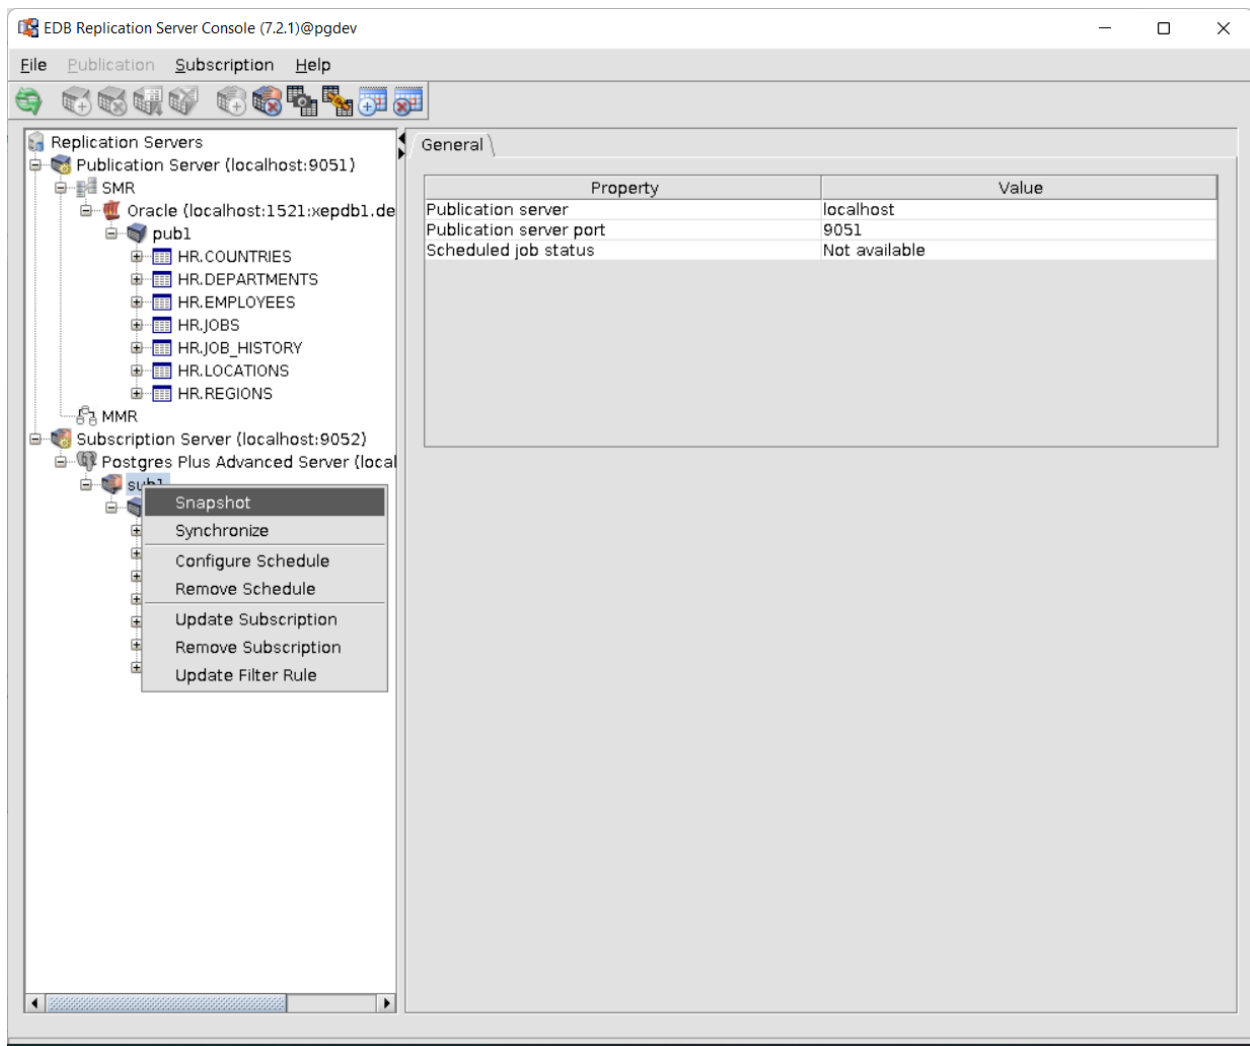 EDB Replication Server Console (7.2.1)@pgdev
File Publication Subscription Help
Replication Servers
Publication Server (localhost:9051)
SMR
Oracle (localhost:1521:xepdb1.de
pub1
HR.COUNTRIES
HR.DEPARTMENTS
HR.EMPLOYEES
HR.JOBS
HR.JOB_HISTORY
HR.LOCATIONS
HR.REGIONS
MMR
Subscription Server (localhost:9052)
Postgres Plus Advanced Server (local
sub1
Snapshot
Synchronize
Configure Schedule
Remove Schedule
Update Subscription
Remove Subscription
Update Filter Rule
General
Property Value
Publication server localhost
Publication server port 9051
Scheduled job status Not available